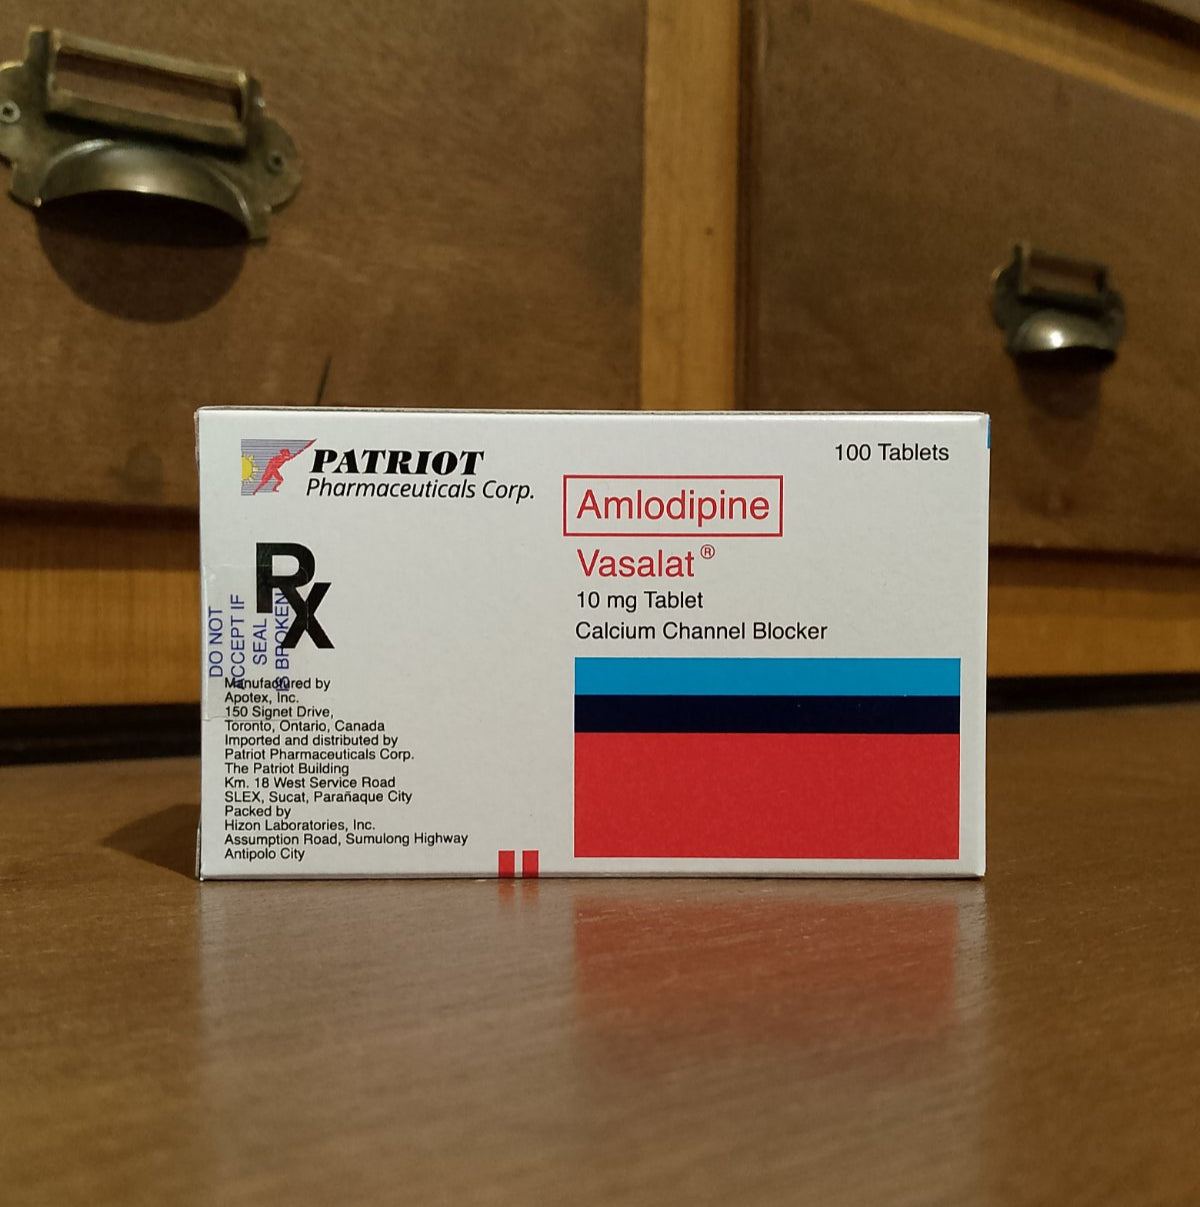 PATRIOT
Pharmaceuticals Corp.
100 Tablets
Amlodipine
Vasalat®
10 mg Tablet
Calcium Channel Blocker
Rx
DO NOT
ACCEPT IF
SEAL
IS BROKEN
Manufactured by
Apotex, Inc.
150 Signet Drive,
Toronto, Ontario, Canada
Imported and distributed by
Patriot Pharmaceuticals Corp.
The Patriot Building
Km. 18 West Service Road
SLEX, Sucat, Parañaque City
Packed by
Hizon Laboratories, Inc.
Assumption Road, Sumulong Highway
Antipolo City